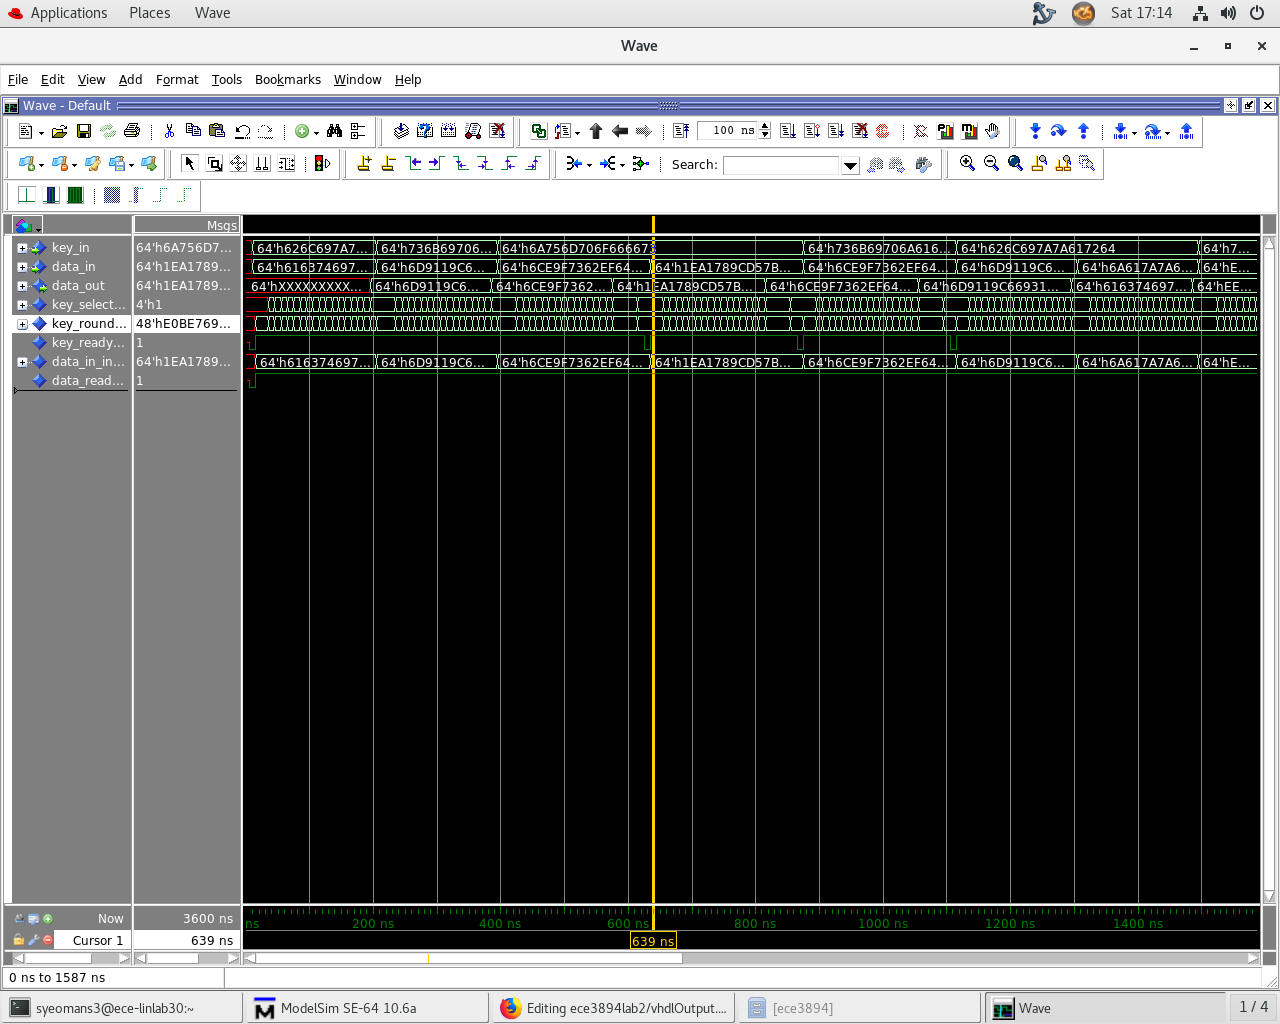 Applications Places Wave Sat 17:14
Wave
File Edit View Add Format Tools Bookmarks Window Help
Wave - Default
100 ns
Search:
Msgs
key_in 64'h6A756D7... 64'h626C697A7... 64'h736B69706... 64'h6A756D706F666673 64'h736B69706A616... 64'h626C697A7A617264 64'h7...
data_in 64'h1EA1789... 64'h616374697... 64'h6D9119C6... 64'h6CE9F7362EF64... 64'h1EA1789CD57B... 64'h6CE9F7362EF64... 64'h6D9119C6... 64'h6A617A7A6... 64'hE...
data_out 64'h1EA1789... 64'hXXXXXXXXX... 64'h6D9119C6... 64'h6CE9F7362... 64'h1EA1789CD57B... 64'h6CE9F7362EF64... 64'h6D9119C66931... 64'h616374697... 64'hEE...
key_select... 4'h1
key_round... 48'hE0BE769...
key_ready... 1
data_in_in... 64'h1EA1789... 64'h616374697... 64'h6D9119C6... 64'h6CE9F7362EF64... 64'h1EA1789CD57B... 64'h6CE9F7362EF64... 64'h6D9119C6... 64'h6A617A7A6... 64'hE...
data_read... 1
Now 3600 ns ns 200 ns 400 ns 600 ns 800 ns 1000 ns 1200 ns 1400 ns
Cursor 1 639 ns 639 ns
0 ns to 1587 ns
syeomans3@ece-linlab30:~ ModelSim SE-64 10.6a Editing ece3894lab2/vhdlOutput.... [ece3894] Wave 1 / 4